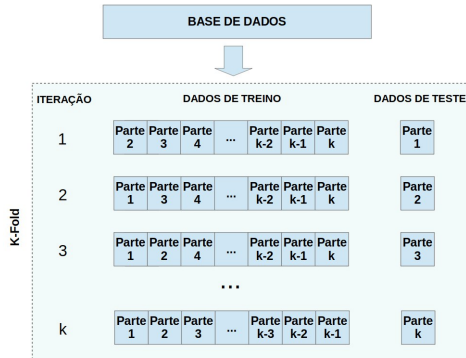 BASE DE DADOS
ITERAÇÃO DADOS DE TREINO DADOS DE TESTE
K-Fold
1 Parte 2 Parte 3 Parte 4 ... Parte k-2 Parte k-1 Parte k Parte 1
2 Parte 1 Parte 3 Parte 4 ... Parte k-2 Parte k-1 Parte k Parte 2
3 Parte 1 Parte 2 Parte 4 ... Parte k-2 Parte k-1 Parte k Parte 3
...
k Parte 1 Parte 2 Parte 3 ... Parte k-3 Parte k-2 Parte k-1 Parte k